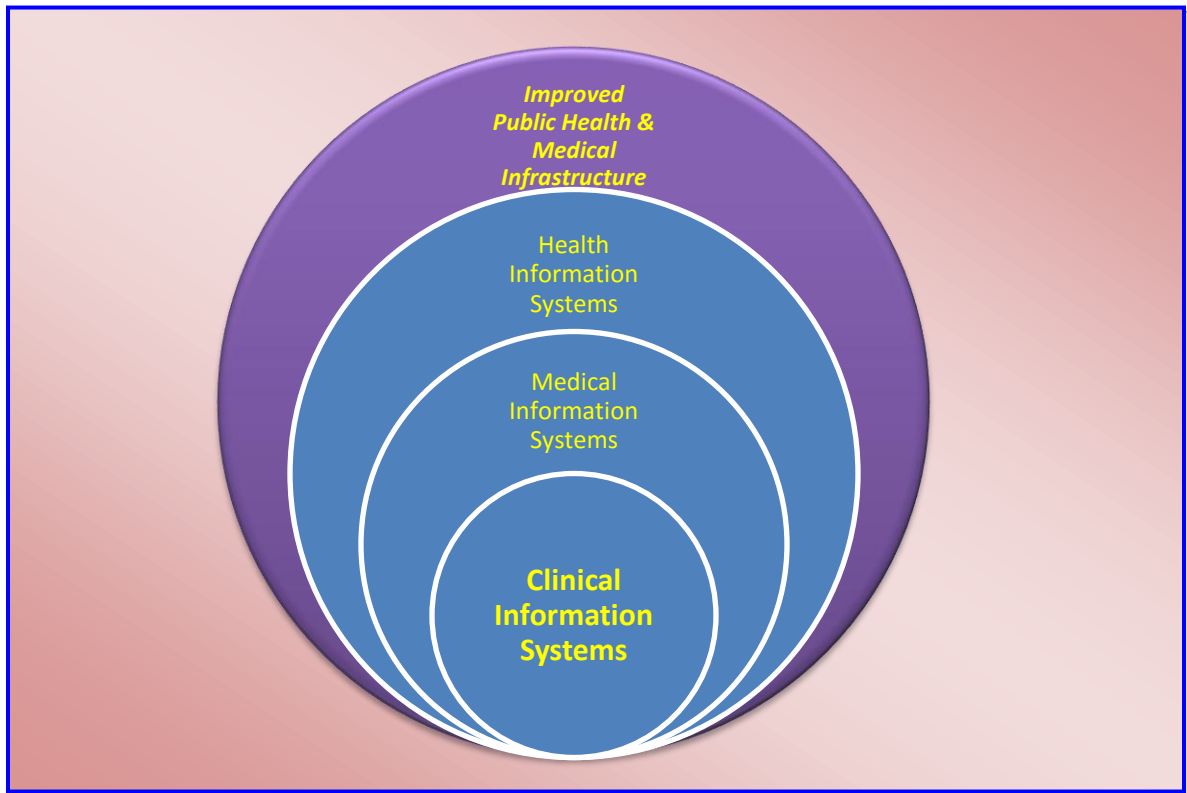 Improved
Public Health &
Medical
Infrastructure
Health
Information
Systems
Medical
Information
Systems
Clinical
Information
Systems